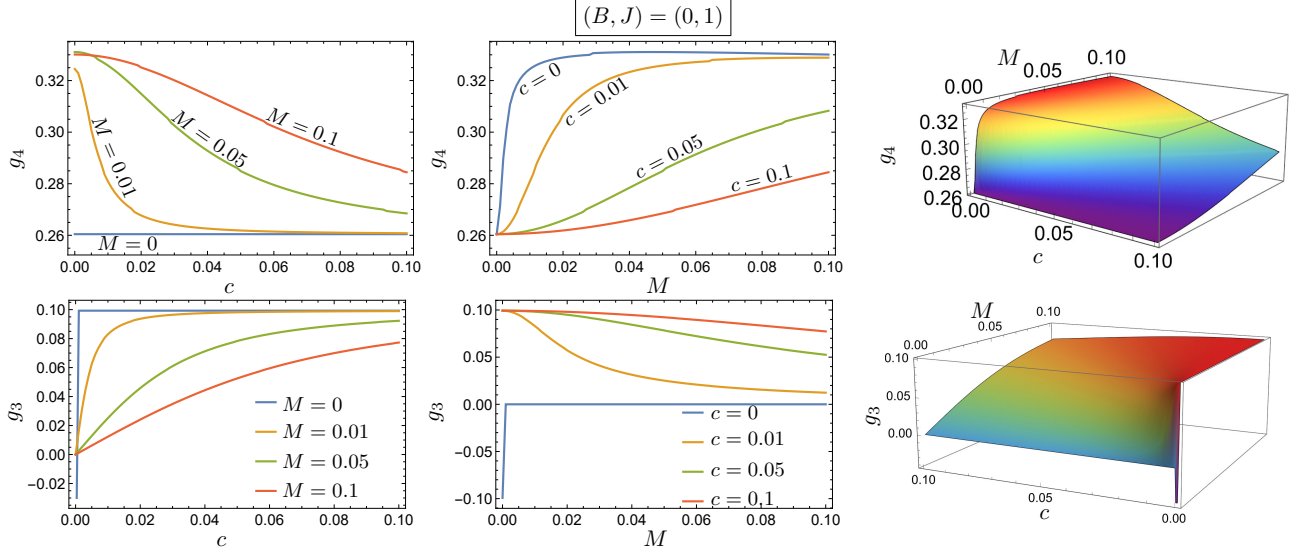 (B, J) = (0, 1)
g₄
0.32
0.30
0.28
0.26
M = 0.01
M = 0.05
M = 0.1
M = 0
0.00 0.02 0.04 0.06 0.08 0.10
c
g₄
0.32
0.30
0.28
0.26
c = 0
c = 0.01
c = 0.05
c = 0.1
0.00 0.02 0.04 0.06 0.08 0.10
M
M
0.00 0.05 0.10
g₄
0.32
0.30
0.28
0.26
0.00 0.05 0.10
c
g₃
0.10
0.08
0.06
0.04
0.02
0.00
−0.02
M = 0
M = 0.01
M = 0.05
M = 0.1
0.00 0.02 0.04 0.06 0.08 0.10
c
g₃
0.10
0.05
0.00
−0.05
−0.10
c = 0
c = 0.01
c = 0.05
c = 0.1
0.00 0.02 0.04 0.06 0.08 0.10
M
M
0.00 0.05 0.10
g₃
0.10
0.05
0.00
0.10 0.05 0.00
c